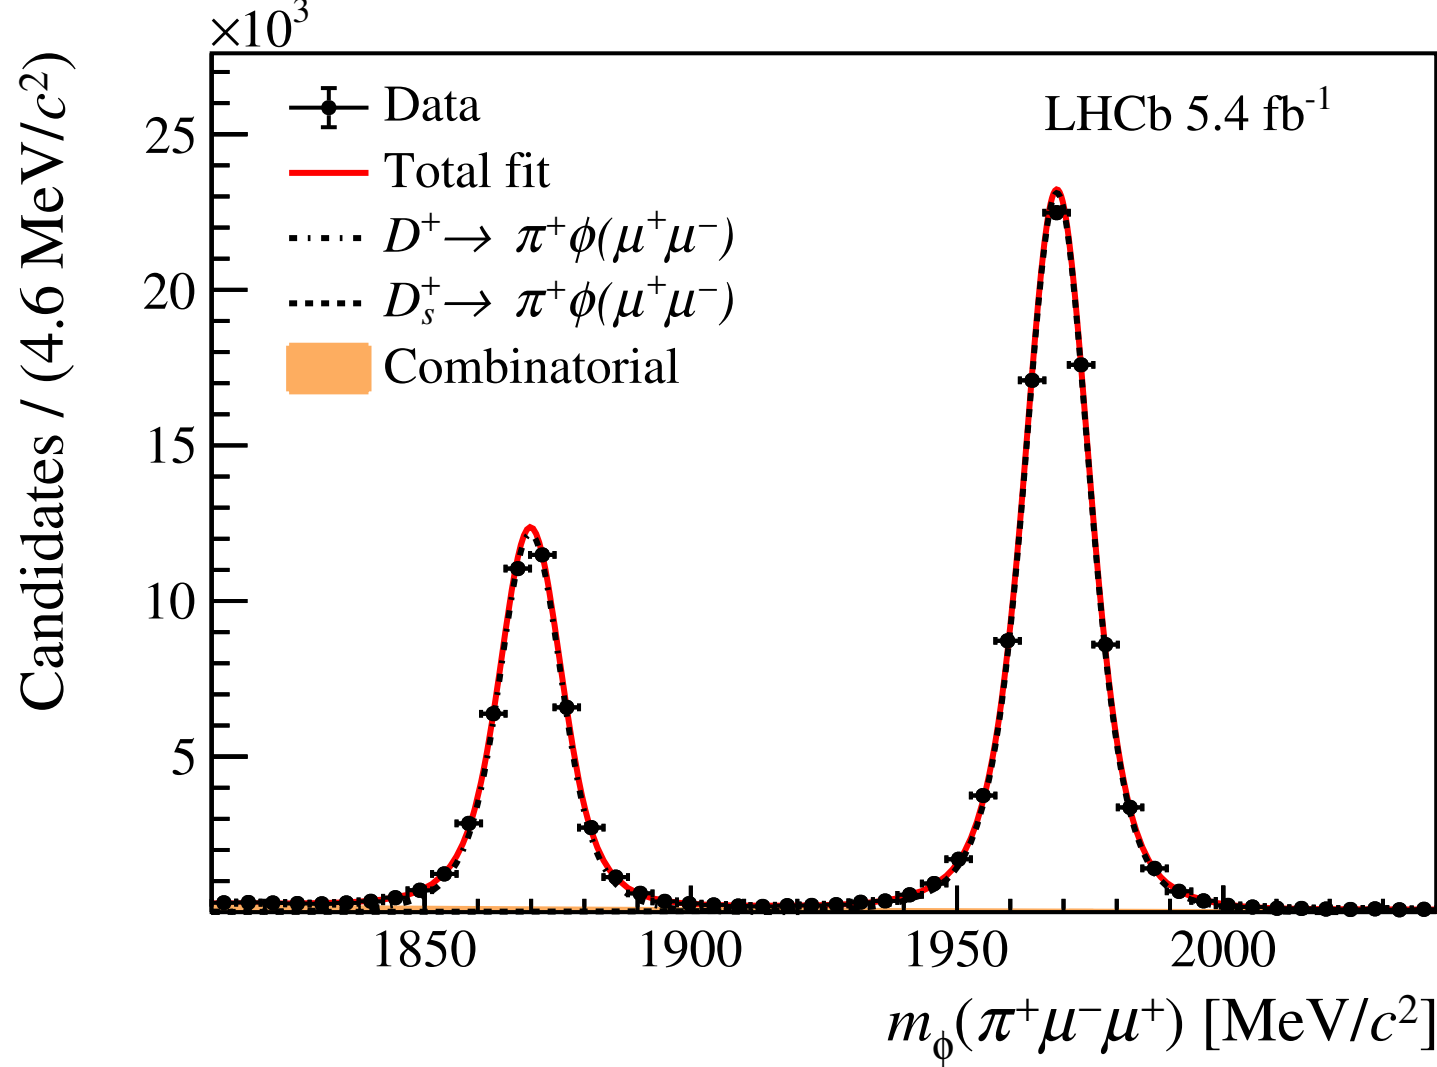 ×10³
Candidates / (4.6 MeV/c²)
25
20
15
10
5
Data
Total fit
D⁺→ π⁺ϕ(μ⁺μ⁻)
Dₛ⁺→ π⁺ϕ(μ⁺μ⁻)
Combinatorial
LHCb 5.4 fb⁻¹
1850 1900 1950 2000
m_ϕ(π⁺μ⁻μ⁺) [MeV/c²]